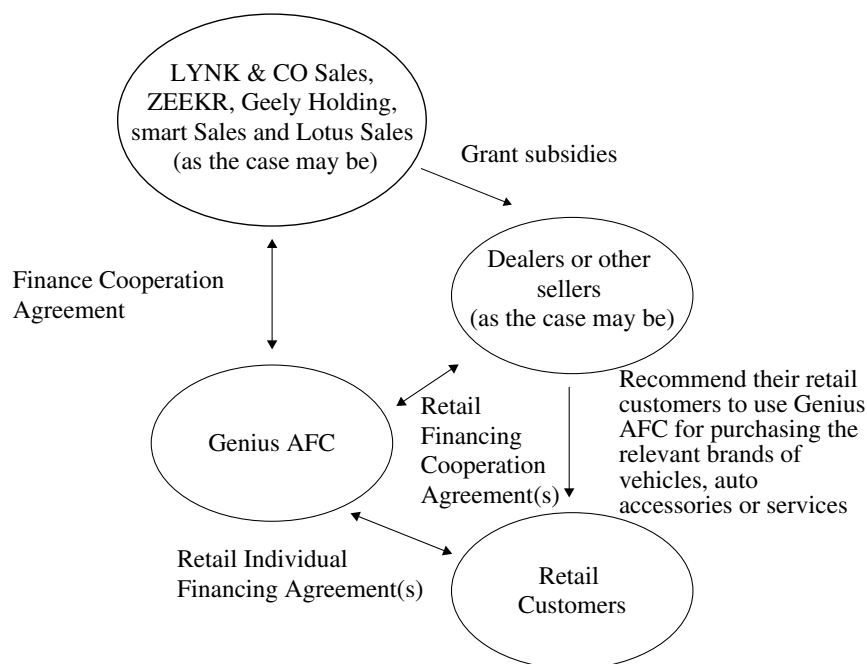 LYNK & CO Sales,
ZEEKR, Geely Holding,
smart Sales and Lotus Sales
(as the case may be)
Grant subsidies
Dealers or other
sellers
(as the case may be)
Finance Cooperation
Agreement
Genius AFC
Retail
Financing
Cooperation
Agreement(s)
Recommend their retail
customers to use Genius
AFC for purchasing the
relevant brands of
vehicles, auto
accessories or services
Retail Individual
Financing Agreement(s)
Retail
Customers